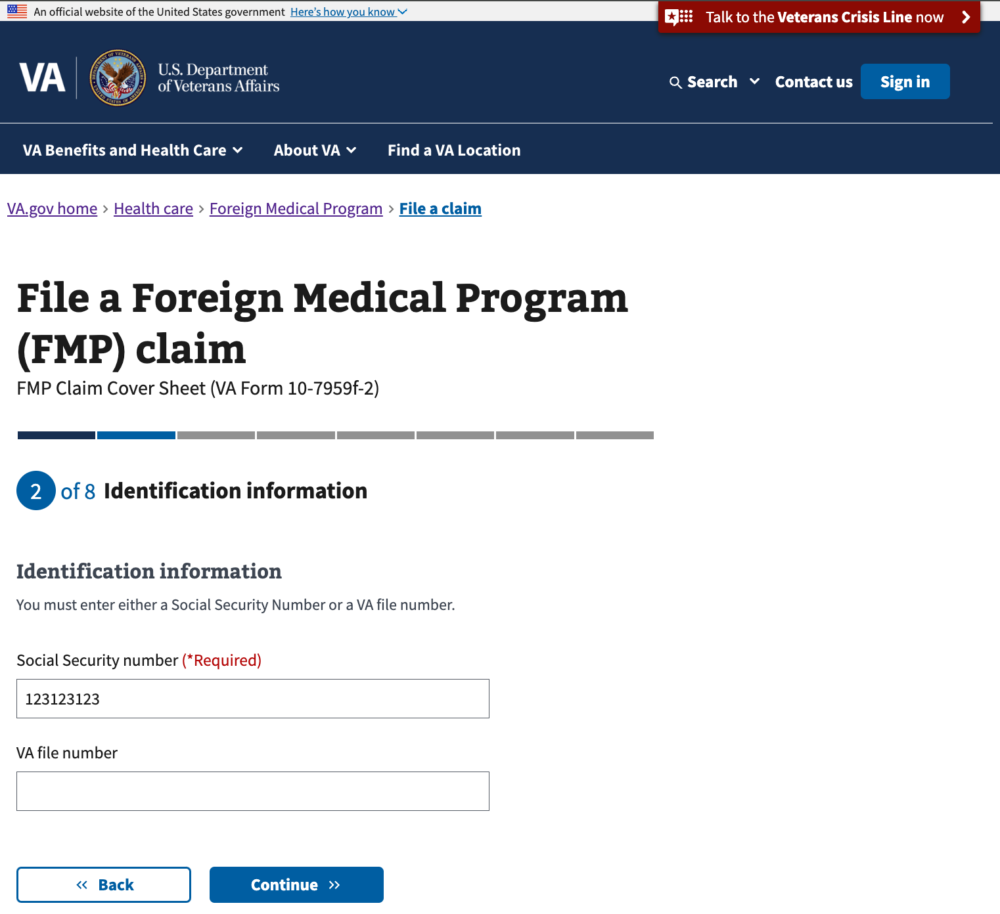 An official website of the United States government Here’s how you know
Talk to the Veterans Crisis Line now
VA
U.S. Department
of Veterans Affairs
Search
Contact us
Sign in
VA Benefits and Health Care
About VA
Find a VA Location
VA.gov home › Health care › Foreign Medical Program › File a claim
File a Foreign Medical Program
(FMP) claim
FMP Claim Cover Sheet (VA Form 10-7959f-2)
2 of 8 Identification information
Identification information
You must enter either a Social Security Number or a VA file number.
Social Security number (*Required)
123123123
VA file number
« Back
Continue »